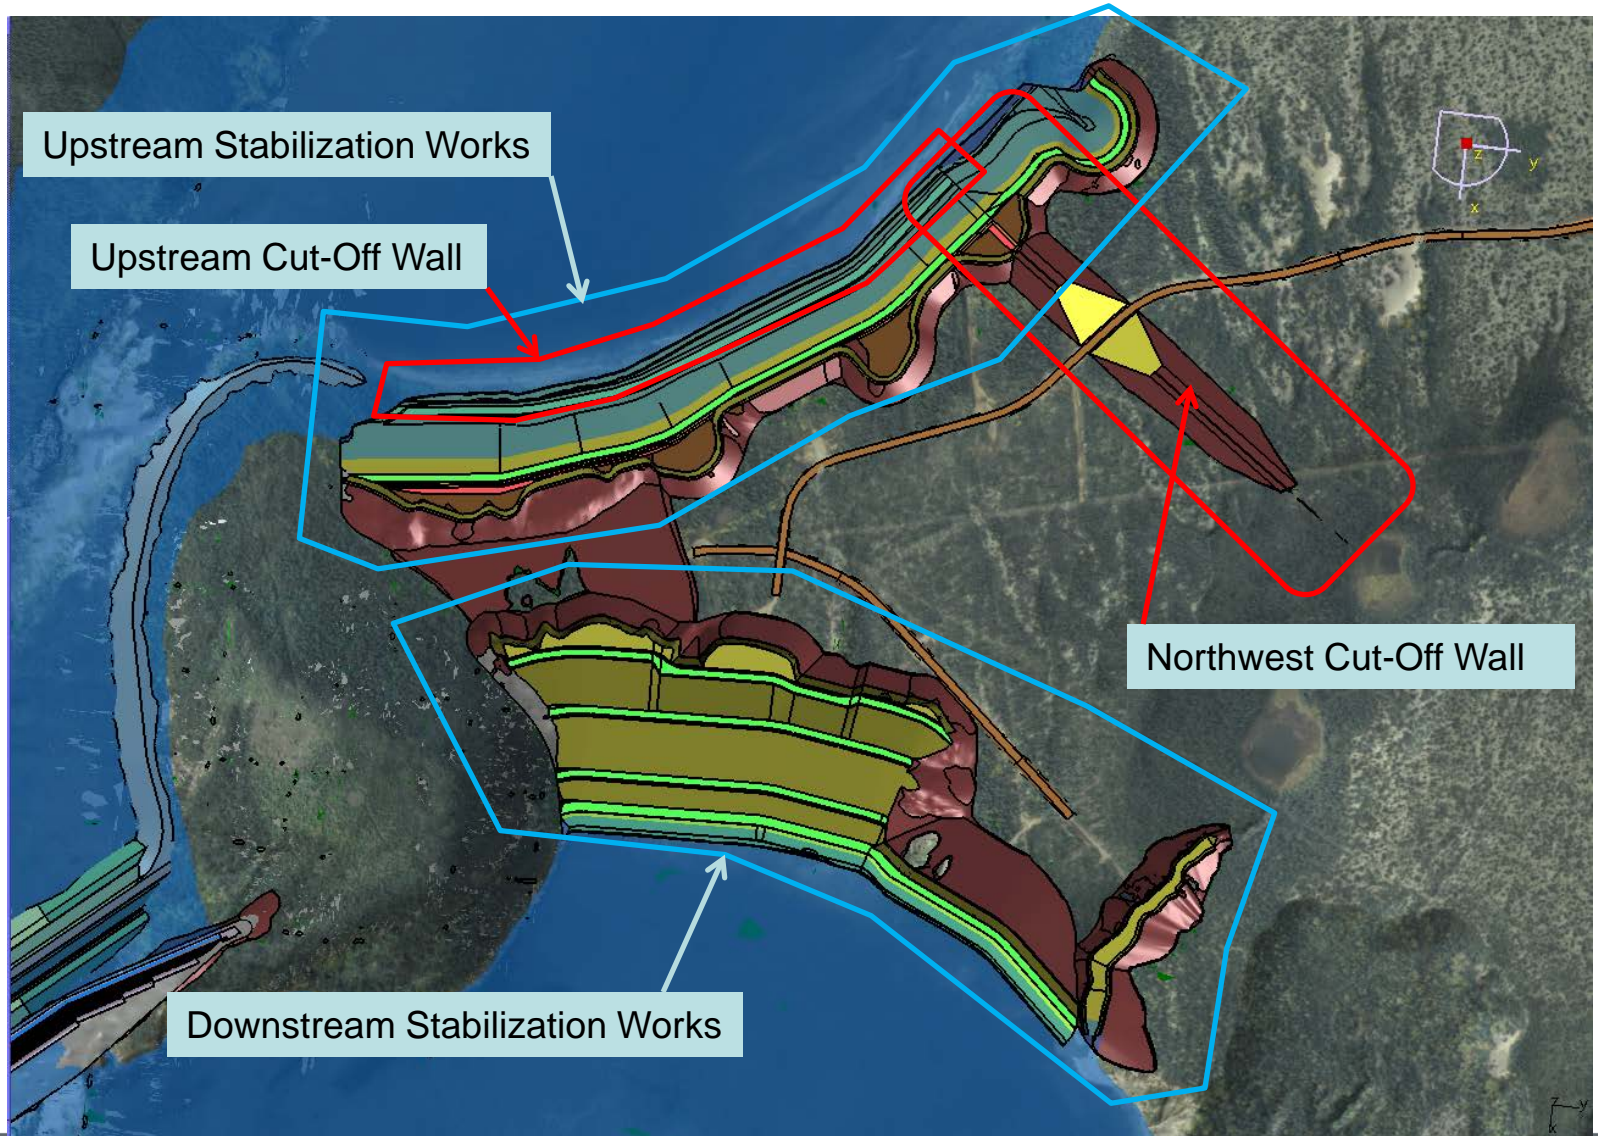 Upstream Stabilization Works
Upstream Cut-Off Wall
z
y
x
Northwest Cut-Off Wall
Downstream Stabilization Works
z
y
x